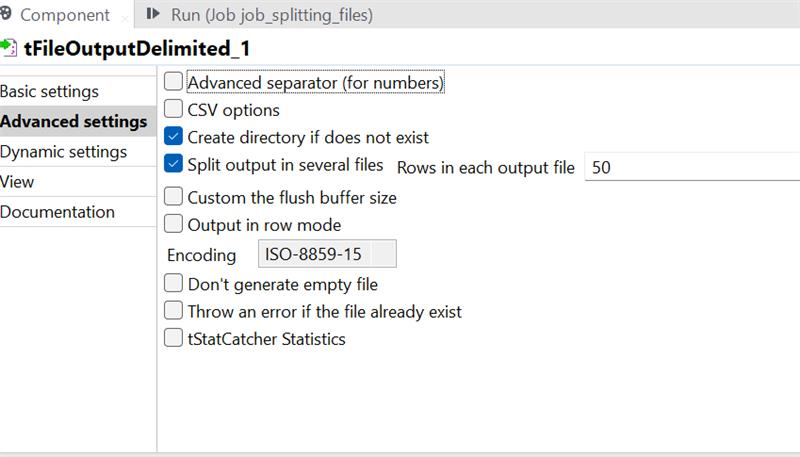 Component
Run (Job job_splitting_files)
tFileOutputDelimited_1
Basic settings
Advanced settings
Dynamic settings
View
Documentation
Advanced separator (for numbers)
CSV options
Create directory if does not exist
Split output in several files Rows in each output file 50
Custom the flush buffer size
Output in row mode
Encoding ISO-8859-15
Don't generate empty file
Throw an error if the file already exist
tStatCatcher Statistics